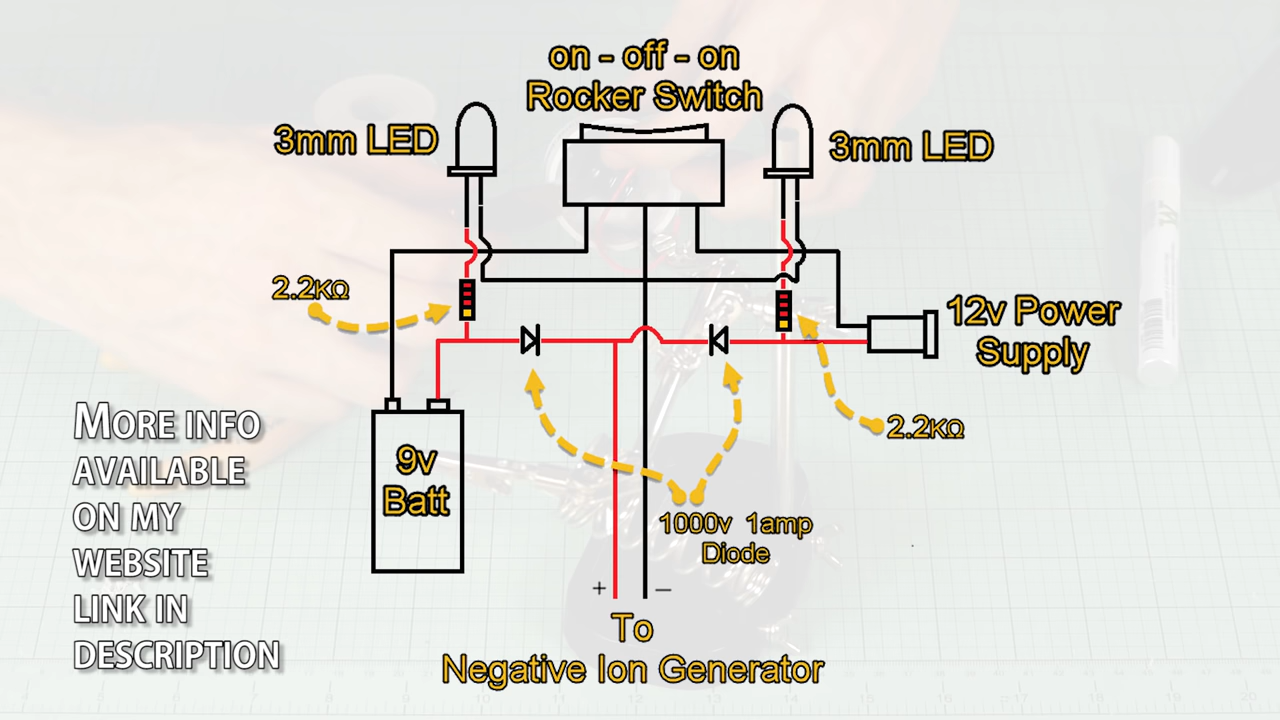 on - off - on
Rocker Switch
3mm LED
3mm LED
2.2KΩ
12v Power
Supply
2.2KΩ
9v
Batt
1000v 1amp
Diode
+ −
To
Negative Ion Generator
MORE INFO
AVAILABLE
ON MY
WEBSITE
LINK IN
DESCRIPTION